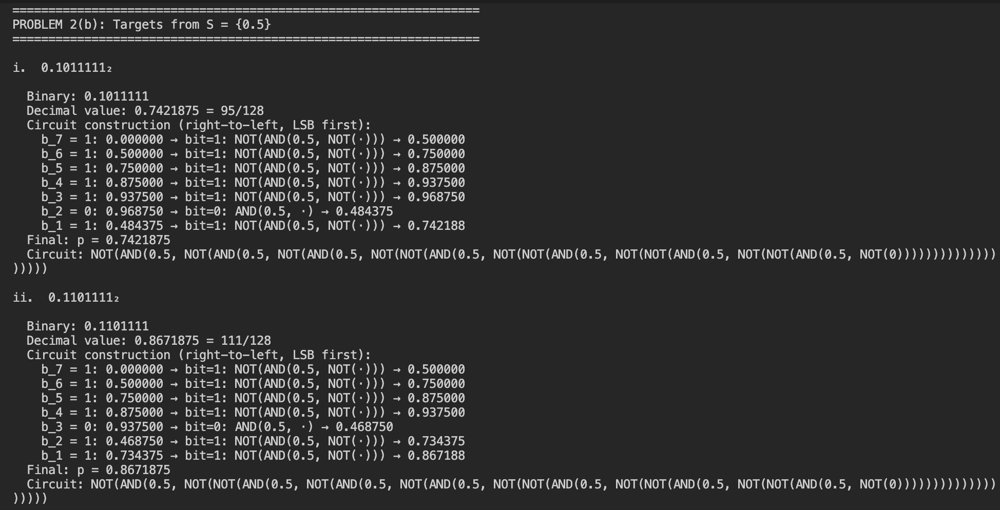 =================================================================
PROBLEM 2(b): Targets from S = {0.5}
=================================================================
i.  0.1011111₂
Binary: 0.1011111
Decimal value: 0.7421875 = 95/128
Circuit construction (right-to-left, LSB first):
b_7 = 1: 0.000000 → bit=1: NOT(AND(0.5, NOT(·))) → 0.500000
b_6 = 1: 0.500000 → bit=1: NOT(AND(0.5, NOT(·))) → 0.750000
b_5 = 1: 0.750000 → bit=1: NOT(AND(0.5, NOT(·))) → 0.875000
b_4 = 1: 0.875000 → bit=1: NOT(AND(0.5, NOT(·))) → 0.937500
b_3 = 1: 0.937500 → bit=1: NOT(AND(0.5, NOT(·))) → 0.968750
b_2 = 0: 0.968750 → bit=0: AND(0.5, ·) → 0.484375
b_1 = 1: 0.484375 → bit=1: NOT(AND(0.5, NOT(·))) → 0.742188
Final: p = 0.7421875
Circuit: NOT(AND(0.5, NOT(AND(0.5, NOT(AND(0.5, NOT(NOT(AND(0.5, NOT(NOT(AND(0.5, NOT(NOT(AND(0.5, NOT(NOT(AND(0.5, NOT(0))))))))))))))
)))))
ii.  0.1101111₂
Binary: 0.1101111
Decimal value: 0.8671875 = 111/128
Circuit construction (right-to-left, LSB first):
b_7 = 1: 0.000000 → bit=1: NOT(AND(0.5, NOT(·))) → 0.500000
b_6 = 1: 0.500000 → bit=1: NOT(AND(0.5, NOT(·))) → 0.750000
b_5 = 1: 0.750000 → bit=1: NOT(AND(0.5, NOT(·))) → 0.875000
b_4 = 1: 0.875000 → bit=1: NOT(AND(0.5, NOT(·))) → 0.937500
b_3 = 0: 0.937500 → bit=0: AND(0.5, ·) → 0.468750
b_2 = 1: 0.468750 → bit=1: NOT(AND(0.5, NOT(·))) → 0.734375
b_1 = 1: 0.734375 → bit=1: NOT(AND(0.5, NOT(·))) → 0.867188
Final: p = 0.8671875
Circuit: NOT(AND(0.5, NOT(NOT(AND(0.5, NOT(AND(0.5, NOT(AND(0.5, NOT(NOT(AND(0.5, NOT(NOT(AND(0.5, NOT(NOT(AND(0.5, NOT(0))))))))))))))
)))))